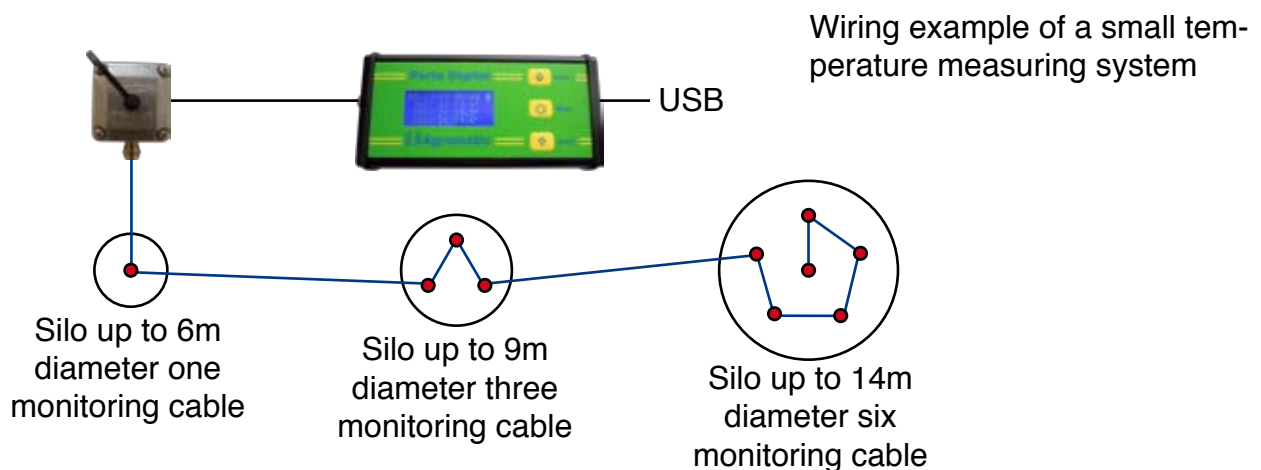 Wiring example of a small tem-
perature measuring system
USB
Silo up to 6m
diameter one
monitoring cable
Silo up to 9m
diameter three
monitoring cable
Silo up to 14m
diameter six
monitoring cable